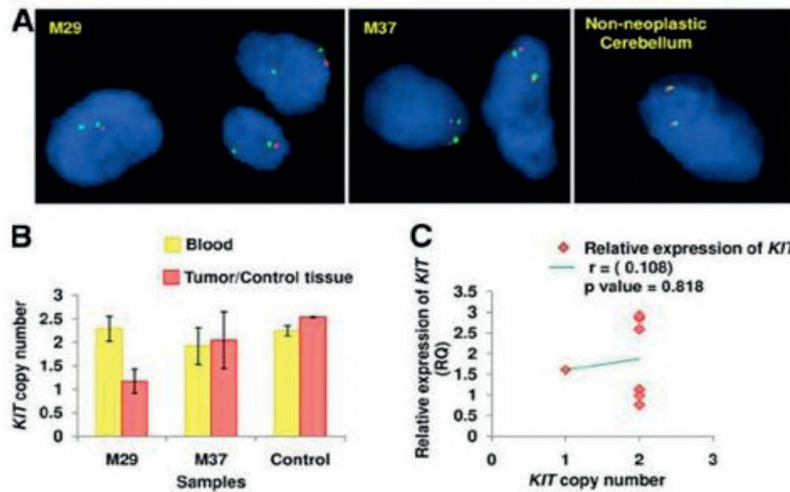 A
M29
M37
Non-neoplastic
Cerebellum
B
Blood
Tumor/Control tissue
KIT copy number
3
2.5
2
1.5
1
0.5
0
M29
M37
Control
Samples
C
Relative expression of KIT
r = ( 0.108)
p value = 0.818
Relative expression of KIT
(RQ)
3.5
3
2.5
2
1.5
1
0.5
0
0
1
2
3
KIT copy number